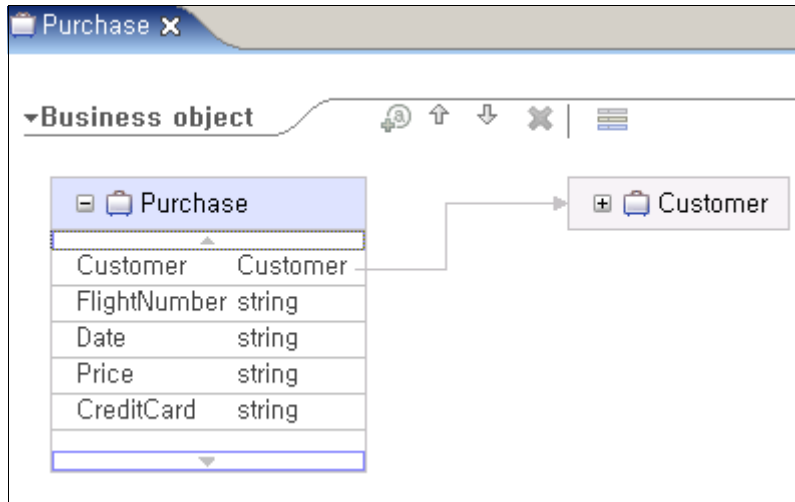 Purchase
Business object
Purchase
Customer
Customer Customer
FlightNumber string
Date string
Price string
CreditCard string